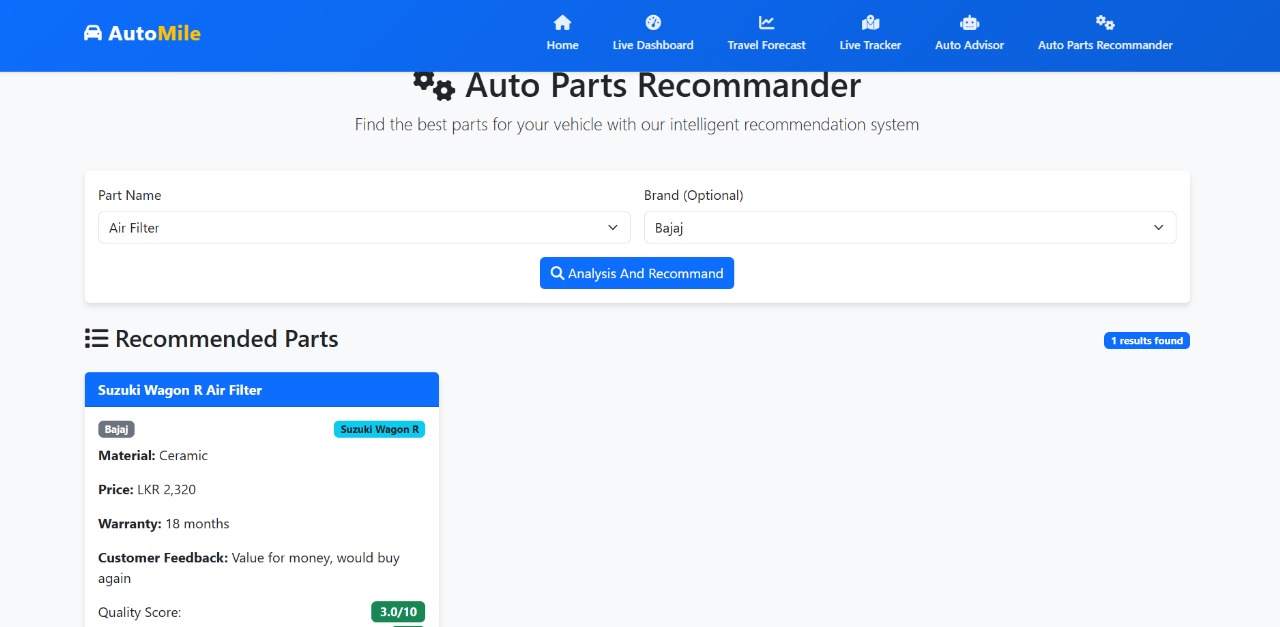 AutoMile
Home
Live Dashboard
Travel Forecast
Live Tracker
Auto Advisor
Auto Parts Recommander
Auto Parts Recommander
Find the best parts for your vehicle with our intelligent recommendation system
Part Name
Brand (Optional)
Air Filter
Bajaj
Analysis And Recommand
Recommended Parts
1 results found
Suzuki Wagon R Air Filter
Bajaj
Suzuki Wagon R
Material: Ceramic
Price: LKR 2,320
Warranty: 18 months
Customer Feedback: Value for money, would buy
again
Quality Score:
3.0/10